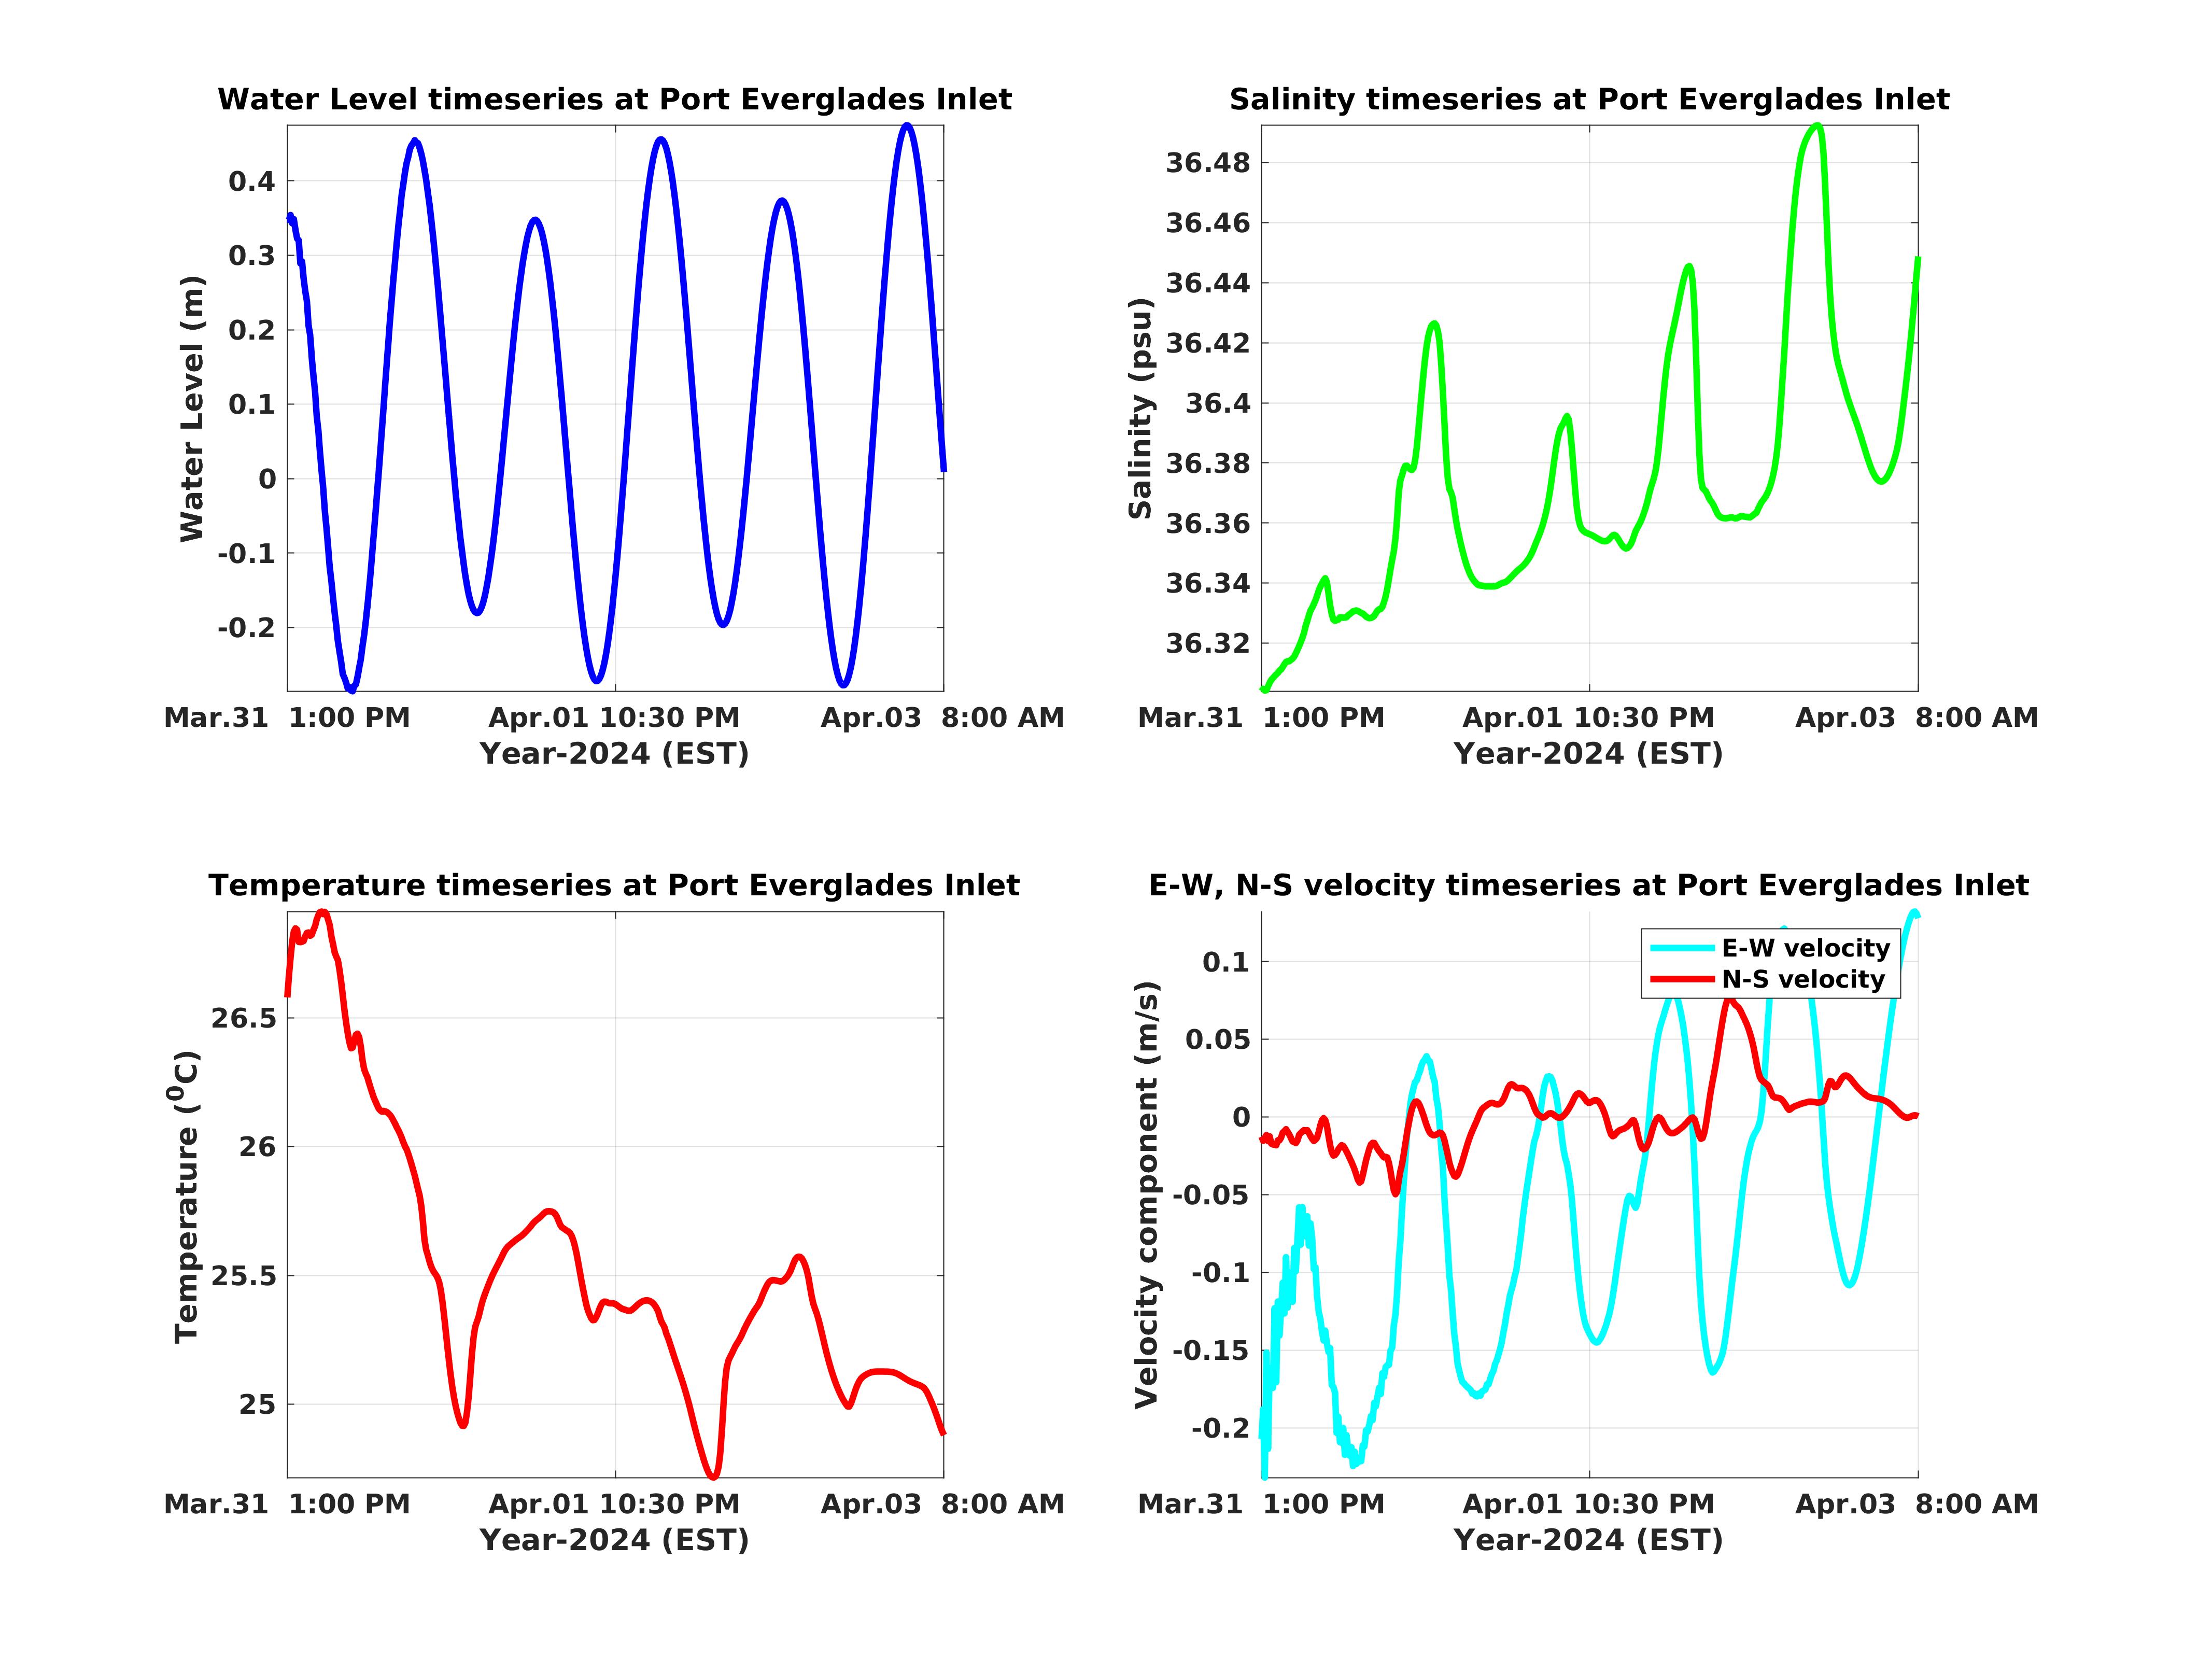 Water Level timeseries at Port Everglades Inlet
Water Level (m)
0.4
0.3
0.2
0.1
0
-0.1
-0.2
Mar.31 1:00 PM
Apr.01 10:30 PM
Apr.03 8:00 AM
Year-2024 (EST)
Salinity timeseries at Port Everglades Inlet
Salinity (psu)
36.48
36.46
36.44
36.42
36.4
36.38
36.36
36.34
36.32
Mar.31 1:00 PM
Apr.01 10:30 PM
Apr.03 8:00 AM
Year-2024 (EST)
Temperature timeseries at Port Everglades Inlet
Temperature (⁰C)
26.5
26
25.5
25
Mar.31 1:00 PM
Apr.01 10:30 PM
Apr.03 8:00 AM
Year-2024 (EST)
E-W, N-S velocity timeseries at Port Everglades Inlet
Velocity component (m/s)
E-W velocity
N-S velocity
0.1
0.05
0
-0.05
-0.1
-0.15
-0.2
Mar.31 1:00 PM
Apr.01 10:30 PM
Apr.03 8:00 AM
Year-2024 (EST)